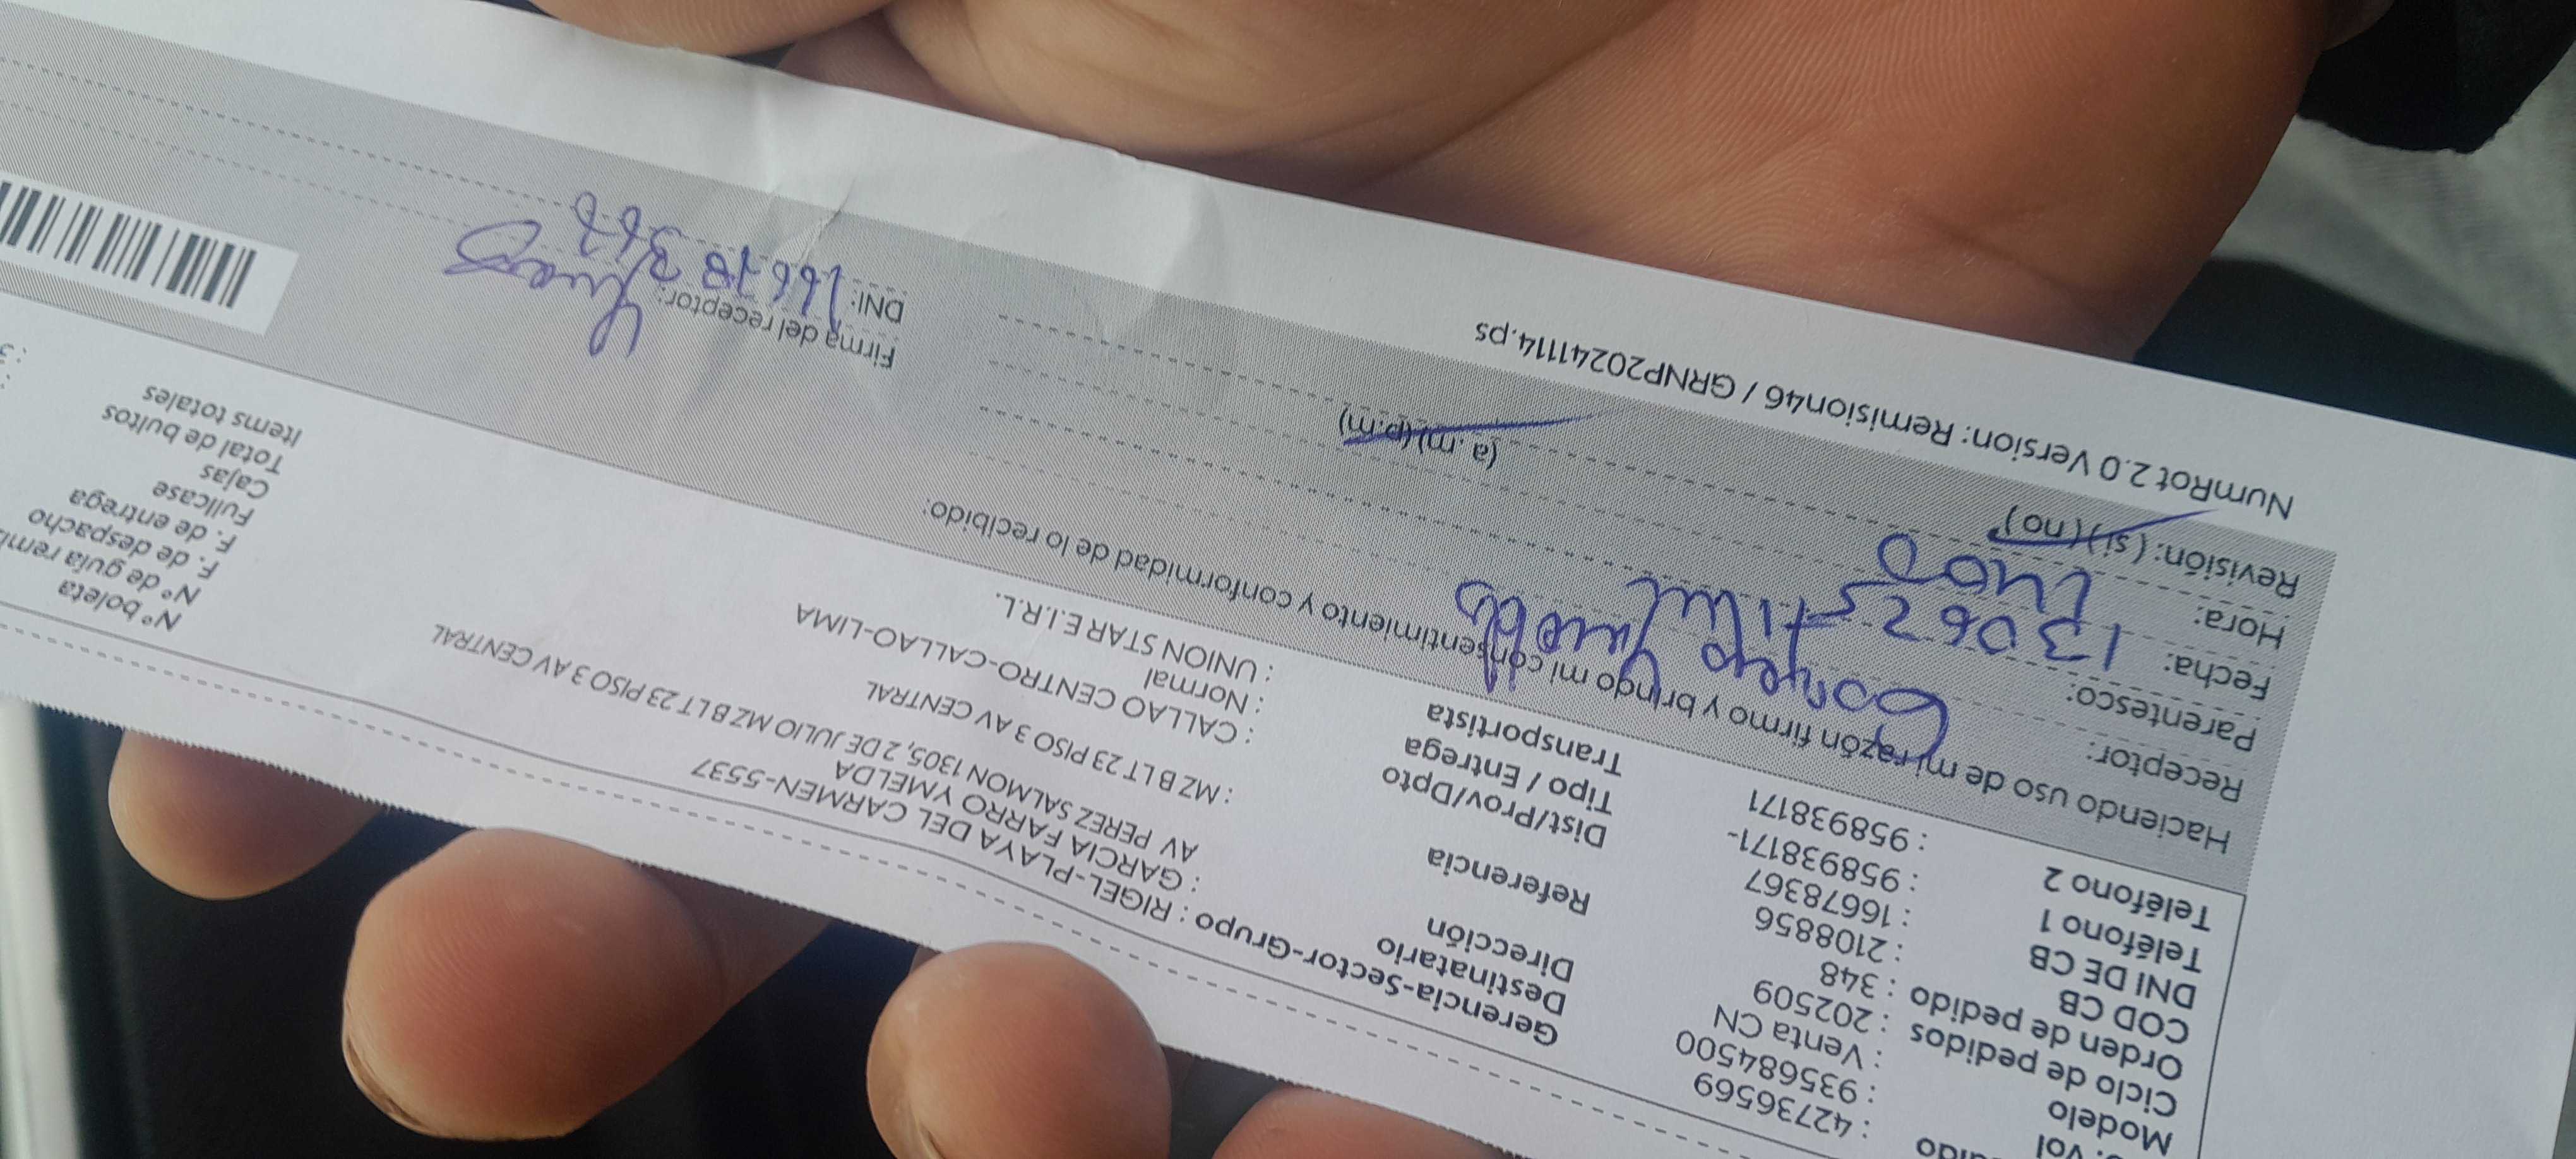 : 42736569
. Vol : 935684500
Modelo : Venta CN
Ciclo de pedidos : 202509
Orden de pedido : 348
COD CB : 2108856
DNI DE CB : 16678367
Teléfono 1 : 958938171-
Teléfono 2 : 958938171
Gerencia-Sector-Grupo : RIGEL-PLAYA DEL CARMEN-5537
Destinatario : GARCIA FARRO YMELDA
Dirección AV PEREZ SALMON 1305, 2 DE JULIO MZ B LT 23 PISO 3 AV CENTRAL
Referencia : MZ B LT 23 PISO 3 AV CENTRAL
Dist/Prov/Dpto : CALLAO CENTRO-CALLAO-LIMA
Tipo / Entrega : Normal
Transportista : UNION STAR E.I.R.L.
N° boleta
N° de guía
F. de despacho
F. de entrega
Fullcase
Cajas
Total de bultos
Items totales
Haciendo uso de mi razón firmo y brindo mi consentimiento y conformidad de lo recibido:
Receptor:
Parentesco:
Fecha: 130625
Hora: (a.m)(p.m)
Revisión: (si)(no)
Firma del receptor:
DNI: 16678367
NumRot 2.0 Version: Remision46 / GRNP20241114.ps